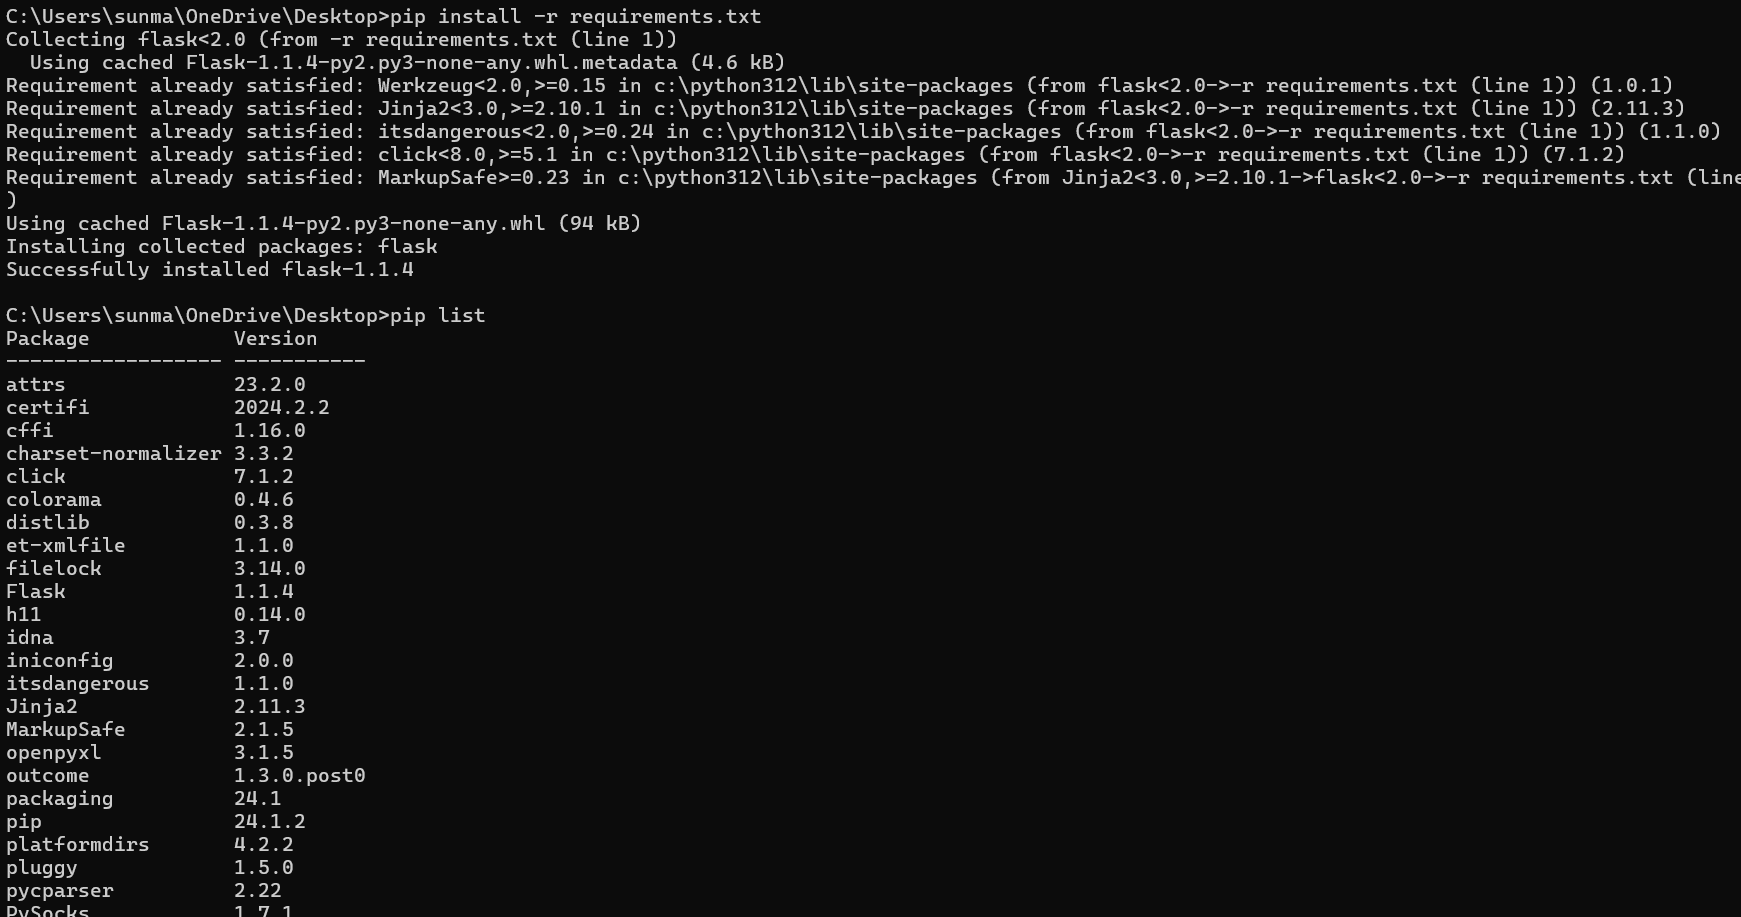 C:\Users\sunma\OneDrive\Desktop>pip install -r requirements.txt
Collecting flask<2.0 (from -r requirements.txt (line 1))
  Using cached Flask-1.1.4-py2.py3-none-any.whl.metadata (4.6 kB)
Requirement already satisfied: Werkzeug<2.0,>=0.15 in c:\python312\lib\site-packages (from flask<2.0->-r requirements.txt (line 1)) (1.0.1)
Requirement already satisfied: Jinja2<3.0,>=2.10.1 in c:\python312\lib\site-packages (from flask<2.0->-r requirements.txt (line 1)) (2.11.3)
Requirement already satisfied: itsdangerous<2.0,>=0.24 in c:\python312\lib\site-packages (from flask<2.0->-r requirements.txt (line 1)) (1.1.0)
Requirement already satisfied: click<8.0,>=5.1 in c:\python312\lib\site-packages (from flask<2.0->-r requirements.txt (line 1)) (7.1.2)
Requirement already satisfied: MarkupSafe>=0.23 in c:\python312\lib\site-packages (from Jinja2<3.0,>=2.10.1->flask<2.0->-r requirements.txt (line
)
Using cached Flask-1.1.4-py2.py3-none-any.whl (94 kB)
Installing collected packages: flask
Successfully installed flask-1.1.4
C:\Users\sunma\OneDrive\Desktop>pip list
Package            Version
------------------ -----------
attrs              23.2.0
certifi            2024.2.2
cffi               1.16.0
charset-normalizer 3.3.2
click              7.1.2
colorama           0.4.6
distlib            0.3.8
et-xmlfile         1.1.0
filelock           3.14.0
Flask              1.1.4
h11                0.14.0
idna               3.7
iniconfig          2.0.0
itsdangerous       1.1.0
Jinja2             2.11.3
MarkupSafe         2.1.5
openpyxl           3.1.5
outcome            1.3.0.post0
packaging          24.1
pip                24.1.2
platformdirs       4.2.2
pluggy             1.5.0
pycparser          2.22
PySocks            1.7.1